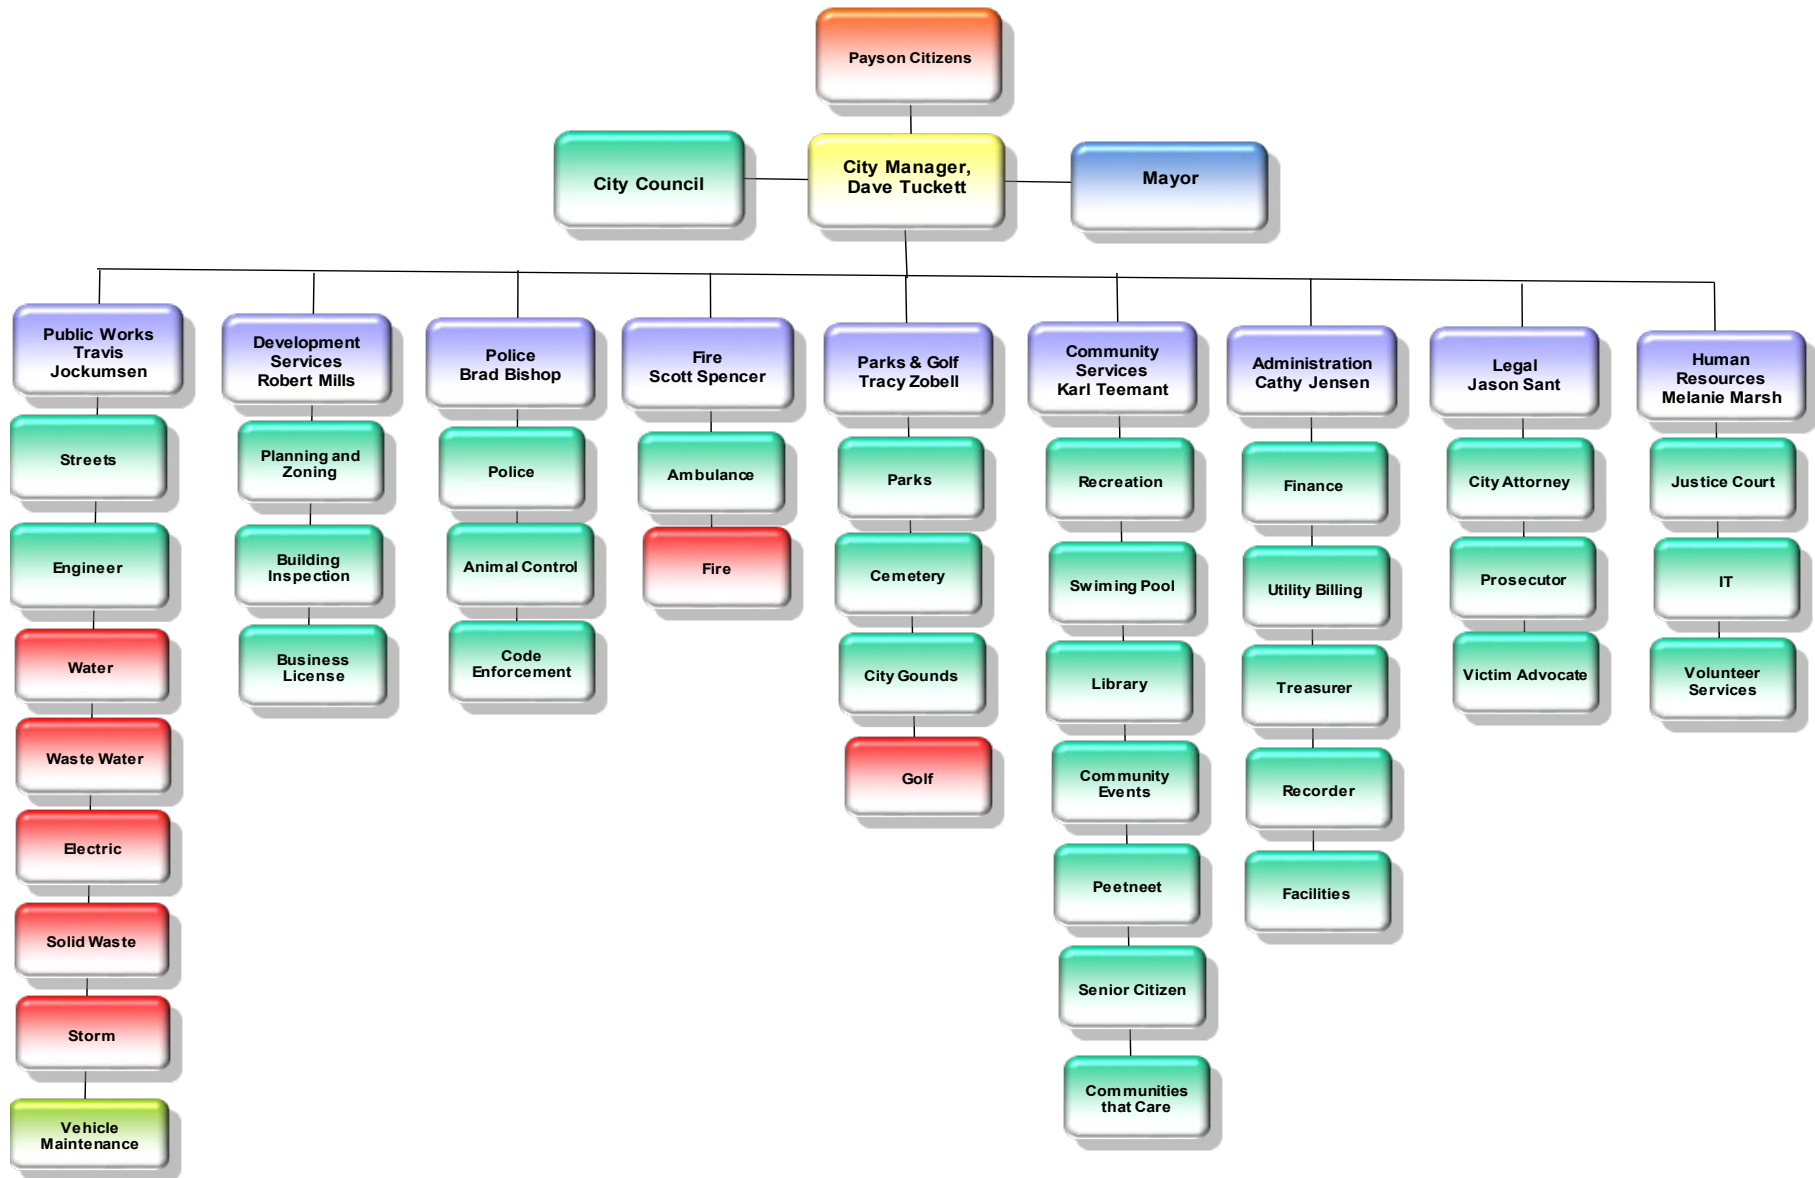 Payson Citizens
City Council
City Manager,
Dave Tuckett
Mayor
Public Works
Travis
Jockumsen
Development
Services
Robert Mills
Police
Brad Bishop
Fire
Scott Spencer
Parks & Golf
Tracy Zobell
Community
Services
Karl Teemant
Administration
Cathy Jensen
Legal
Jason Sant
Human
Resources
Melanie Marsh
Streets
Engineer
Water
Waste Water
Electric
Solid Waste
Storm
Vehicle
Maintenance
Planning and
Zoning
Building
Inspection
Business
License
Police
Animal Control
Code
Enforcement
Ambulance
Fire
Parks
Cemetery
City Gounds
Golf
Recreation
Swiming Pool
Library
Community
Events
Peetneet
Senior Citizen
Communities
that Care
Finance
Utility Billing
Treasurer
Recorder
Facilities
City Attorney
Prosecutor
Victim Advocate
Justice Court
IT
Volunteer
Services